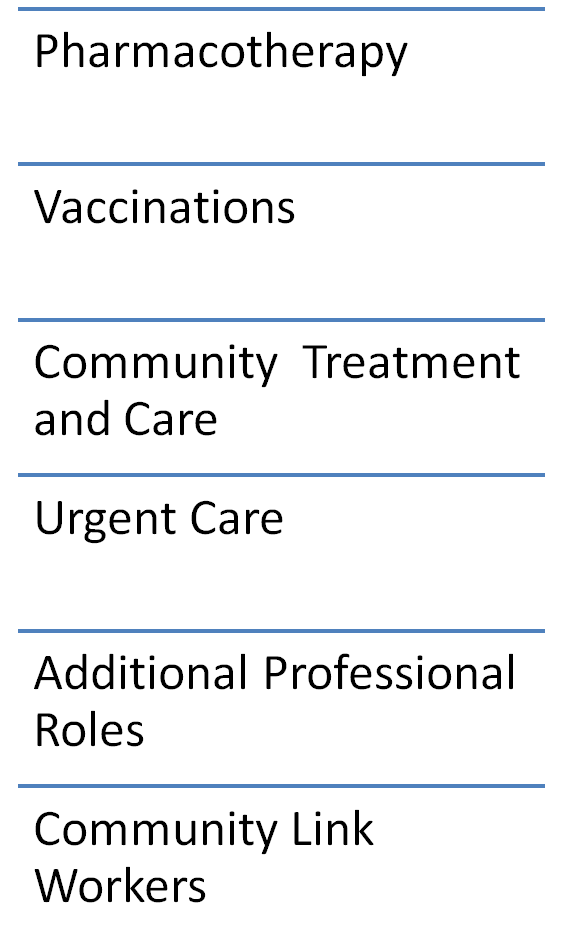 Pharmacotherapy
Vaccinations
Community  Treatment
and Care
Urgent Care
Additional Professional
Roles
Community Link
Workers